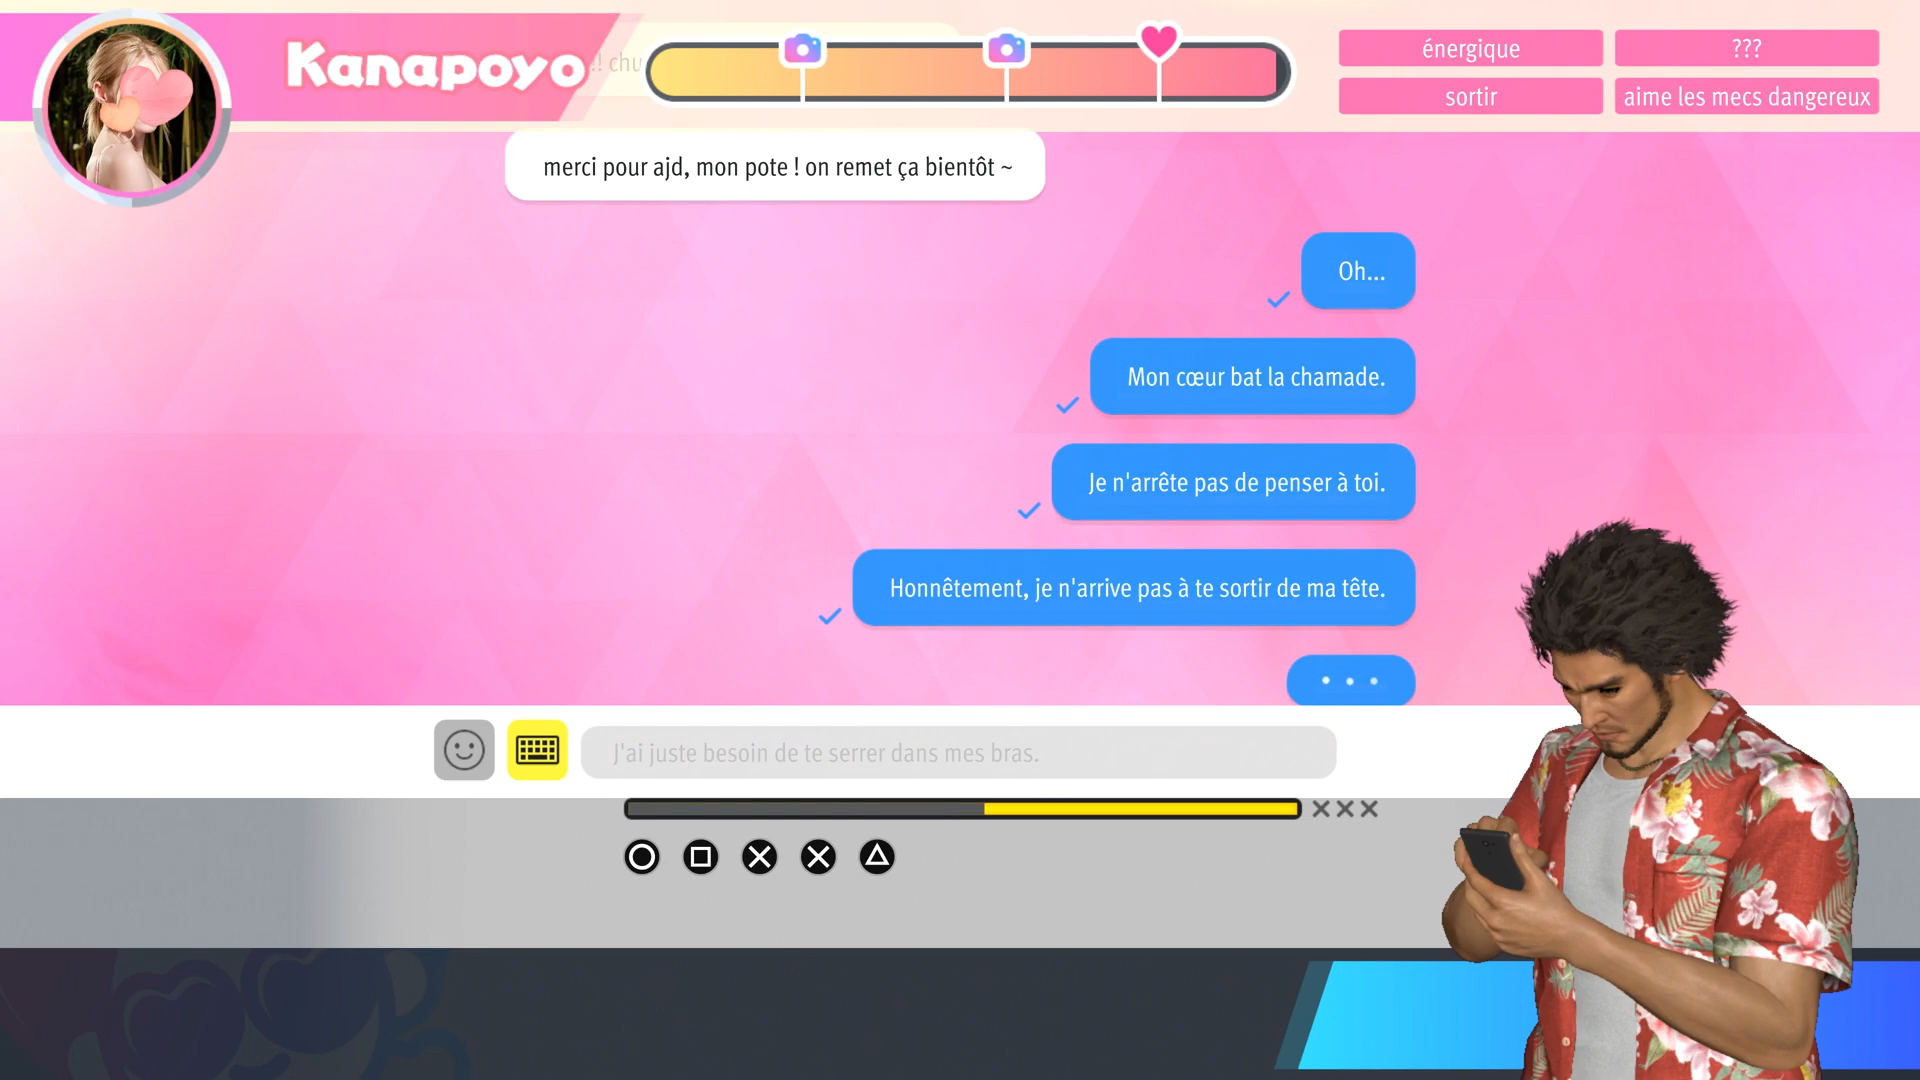 Kanapoyo
!! chu
énergique
???
sortir
aime les mecs dangereux
merci pour ajd, mon pote ! on remet ça bientôt ~
Oh...
Mon cœur bat la chamade.
Je n'arrête pas de penser à toi.
Honnêtement, je n'arrive pas à te sortir de ma tête.
J'ai juste besoin de te serrer dans mes bras.